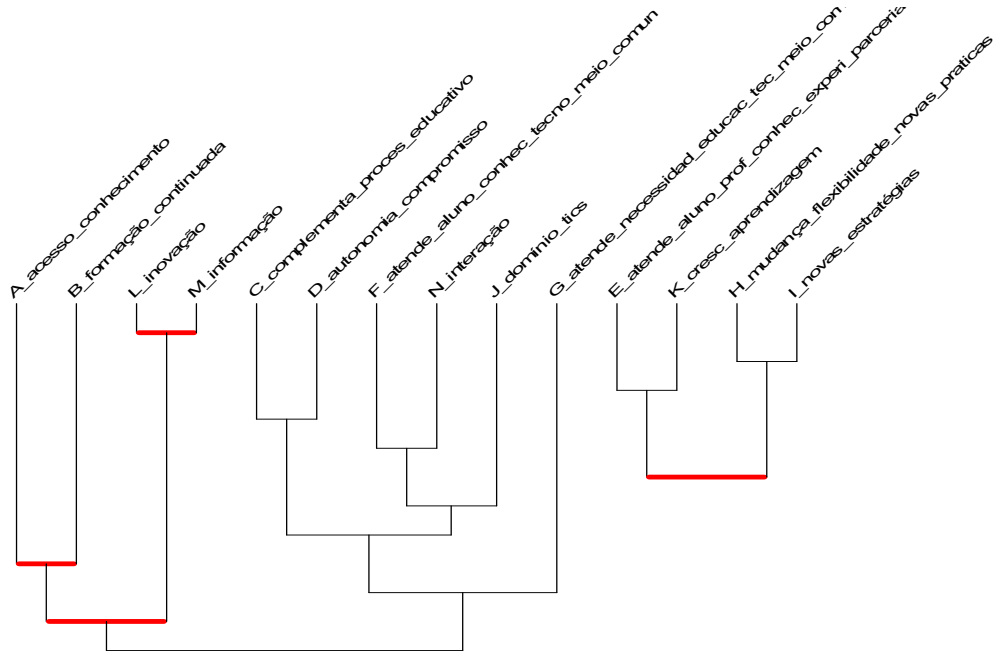 A_acesso_conhecimento
B_formação_continuada
L_inovação
M_informação
C_complementa_proces_educativo
D_autonomia_compromisso
F_atende_aluno_conhec_tecno_meio_comun
N_interação
J_dominio_tics
G_atende_necessidad_educac_tec_meio_con
E_atende_aluno_prof_conhec_experi_parceria
K_cresc_aprendizagem
H_mudança_flexibilidade_novas_praticas
I_novas_estratégias